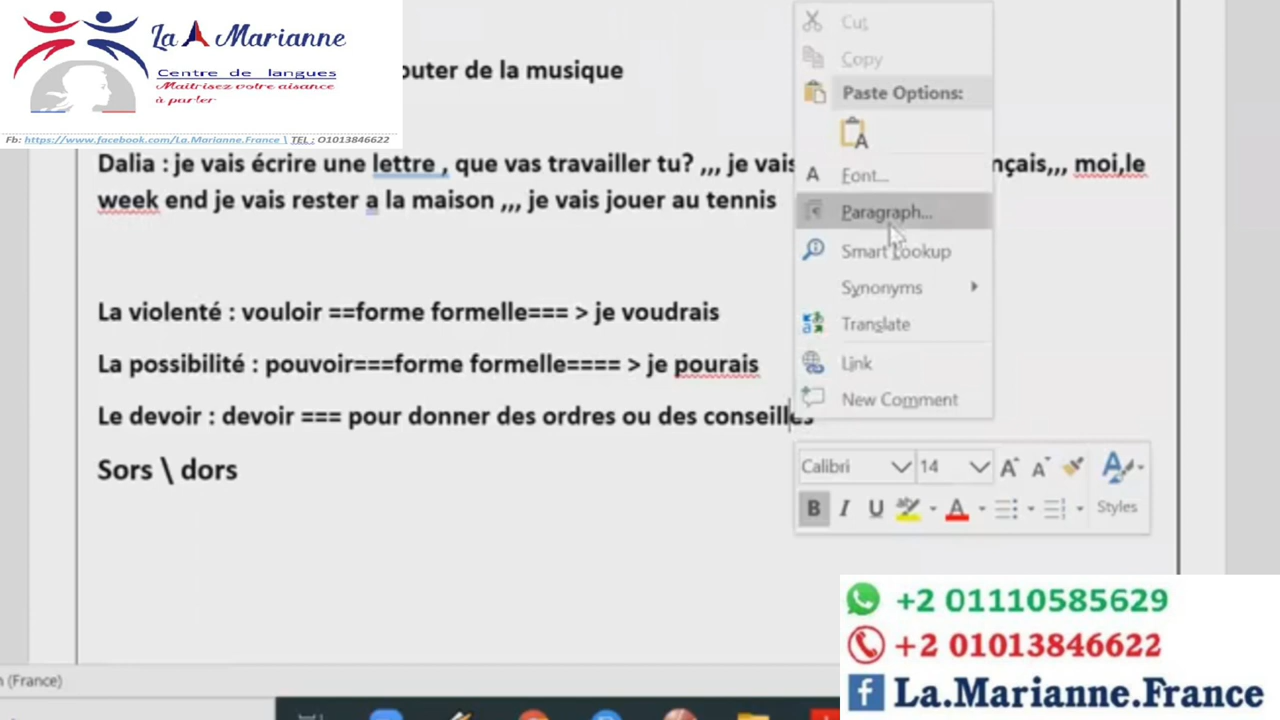 La Marianne
Centre de langues
Maitrisez votre aisance
à parler
Fb: https://www.facebook.com/La.Marianne.France \ TEL : 01013846622
outer de la musique
Dalia : je vais écrire une lettre , que vas travailler tu? ,,, je vais nçais,,, moi,le
week end je vais rester a la maison ,,, je vais jouer au tennis
La violenté : vouloir ==forme formelle=== > je voudrais
La possibilité : pouvoir===forme formelle==== > je pourais
Le devoir : devoir === pour donner des ordres ou des conseilles
Sors \ dors
Cut
Copy
Paste Options:
A
Font...
Paragraph...
Smart Lookup
Synonyms
Translate
Link
New Comment
Calibri 14 A A A
B I U A Styles
(France)
+2 01110585629
+2 01013846622
La.Marianne.France